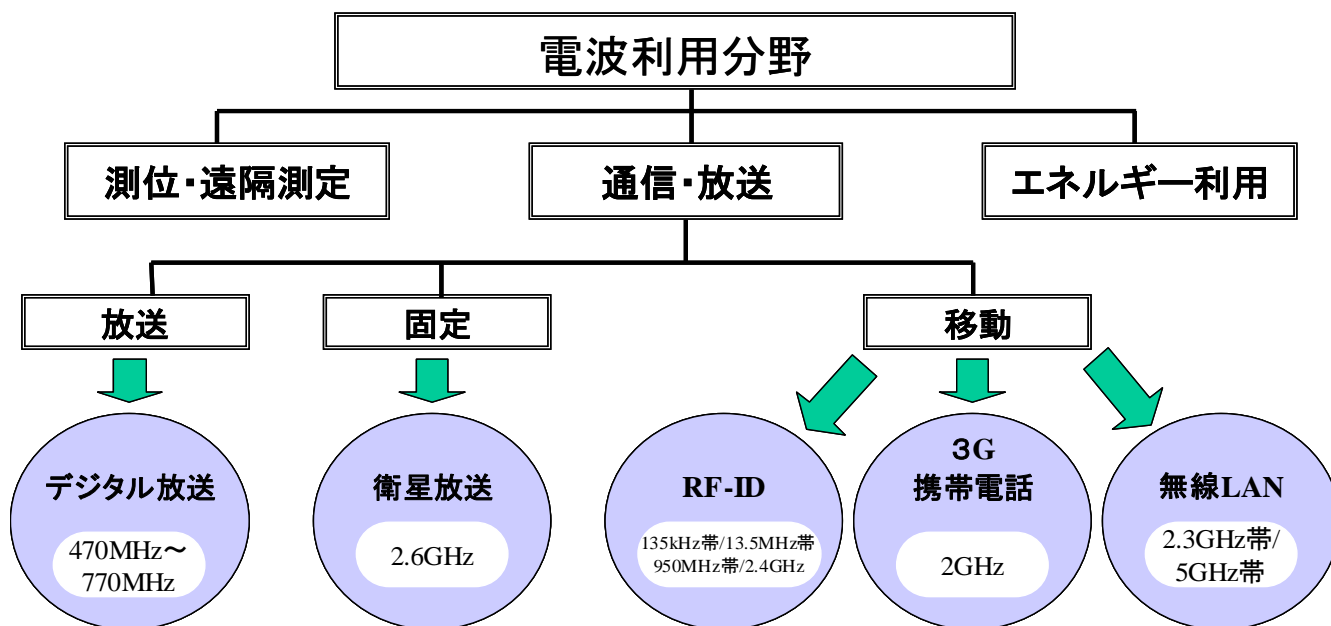 電波利用分野
測位・遠隔測定
通信・放送
エネルギー利用
放送
固定
移動
デジタル放送
470MHz～
770MHz
衛星放送
2.6GHz
RF-ID
135kHz帯/13.5MHz帯
950MHz帯/2.4GHz
３G
携帯電話
2GHz
無線LAN
2.3GHz帯/
5GHz帯